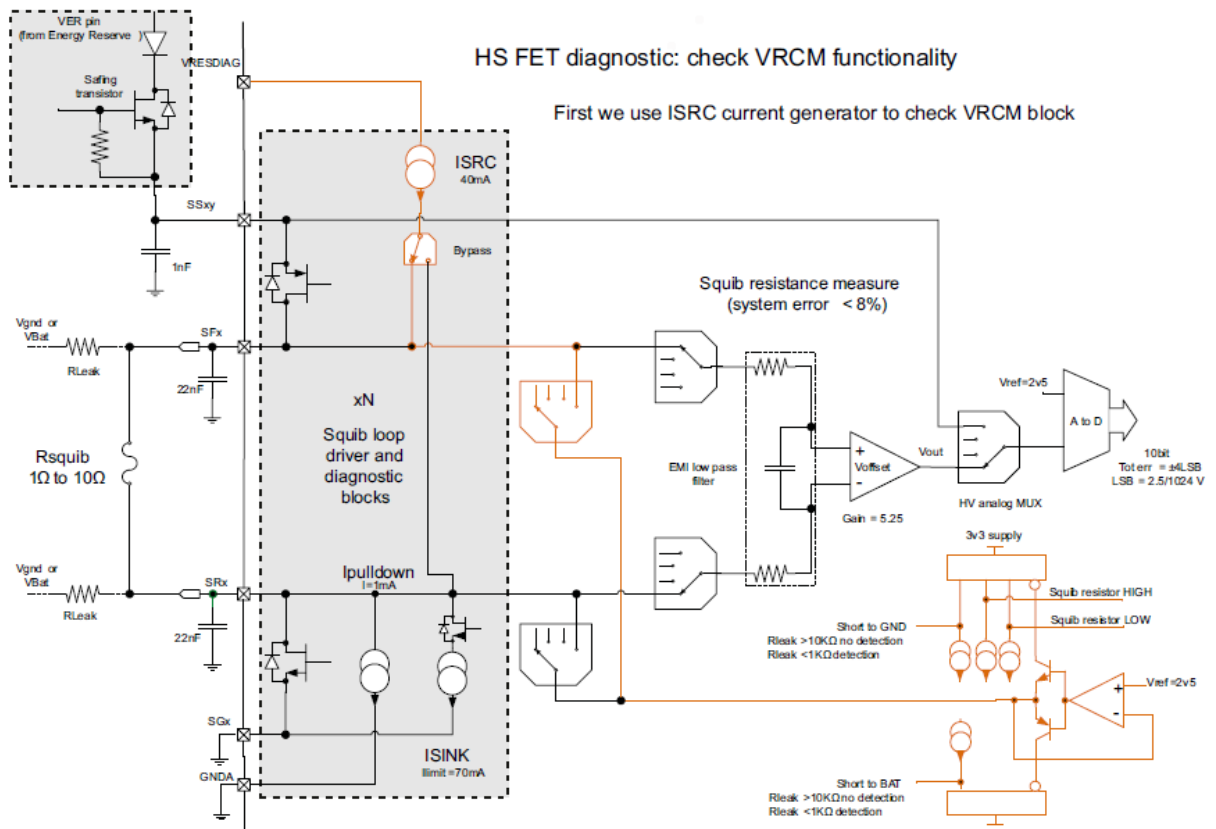 VER pin
(from Energy Reserve )
VRESDIAG
HS FET diagnostic: check VRCM functionality
Safing
transistor
First we use ISRC current generator to check VRCM block
ISRC
40mA
SSxy
Bypass
1nF
Squib resistance measure
(system error < 8%)
Vgnd or
VBat
SFx
RLeak
22nF
Vref=2v5
xN
Squib loop
driver and
diagnostic
blocks
A to D
Rsquib
1Ω to 10Ω
EMI low pass
filter
+
Voffset
-
Vout
10bit
Tot err = ±4LSB
LSB = 2.5/1024 V
HV analog MUX
Gain = 5.25
3v3 supply
Vgnd or
VBat
SRx
Ipulldown
I=1mA
RLeak
22nF
Squib resistor HIGH
Squib resistor LOW
Short to GND
Rleak >10KΩ no detection
Rleak <1KΩ detection
+
Vref=2v5
-
SGx
ISINK
Ilimit =70mA
GNDA
Short to BAT
Rleak >10KΩ no detection
Rleak <1KΩ detection